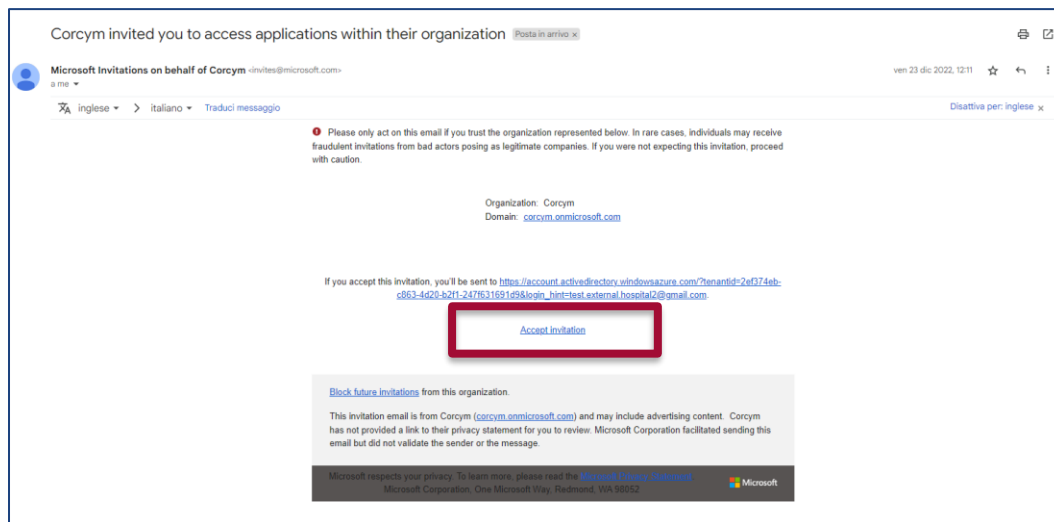 Corcym invited you to access applications within their organization Posta in arrivo x
Microsoft Invitations on behalf of Corcym <invites@microsoft.com>
ven 23 dic 2022, 12:11
a me
inglese > italiano Traduci messaggio
Disattiva per: inglese x
Please only act on this email if you trust the organization represented below. In rare cases, individuals may receive
fraudulent invitations from bad actors posing as legitimate companies. If you were not expecting this invitation, proceed
with caution.
Organization: Corcym
Domain: corcym.onmicrosoft.com
If you accept this invitation, you'll be sent to https://account.activedirectory.windowsazure.com/?tenantid=2ef374eb-
c863-4d20-b2f1-247f631691d9&login_hint=test.external.hospital2@gmail.com.
Accept invitation
Block future invitations from this organization.
This invitation email is from Corcym (corcym.onmicrosoft.com) and may include advertising content. Corcym
has not provided a link to their privacy statement for you to review. Microsoft Corporation facilitated sending this
email but did not validate the sender or the message.
Microsoft respects your privacy. To learn more, please read the Microsoft Privacy Statement.
Microsoft Corporation, One Microsoft Way, Redmond, WA 98052
Microsoft